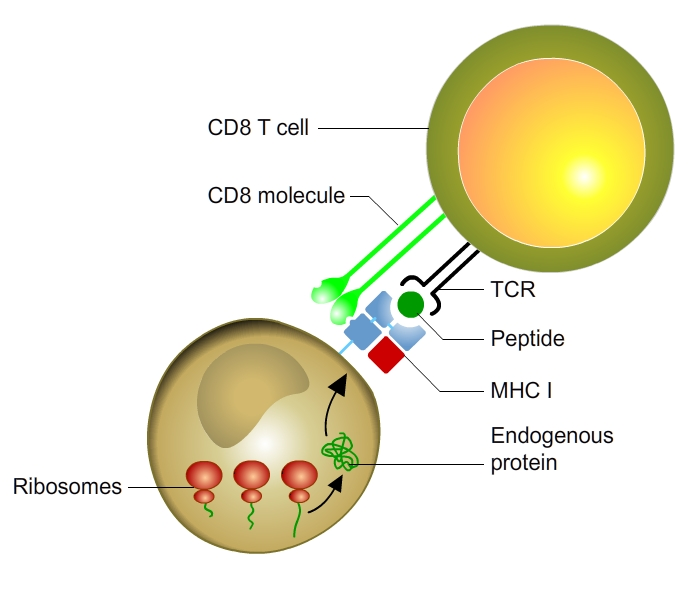 CD8 T cell
CD8 molecule
TCR
Peptide
MHC I
Endogenous
protein
Ribosomes